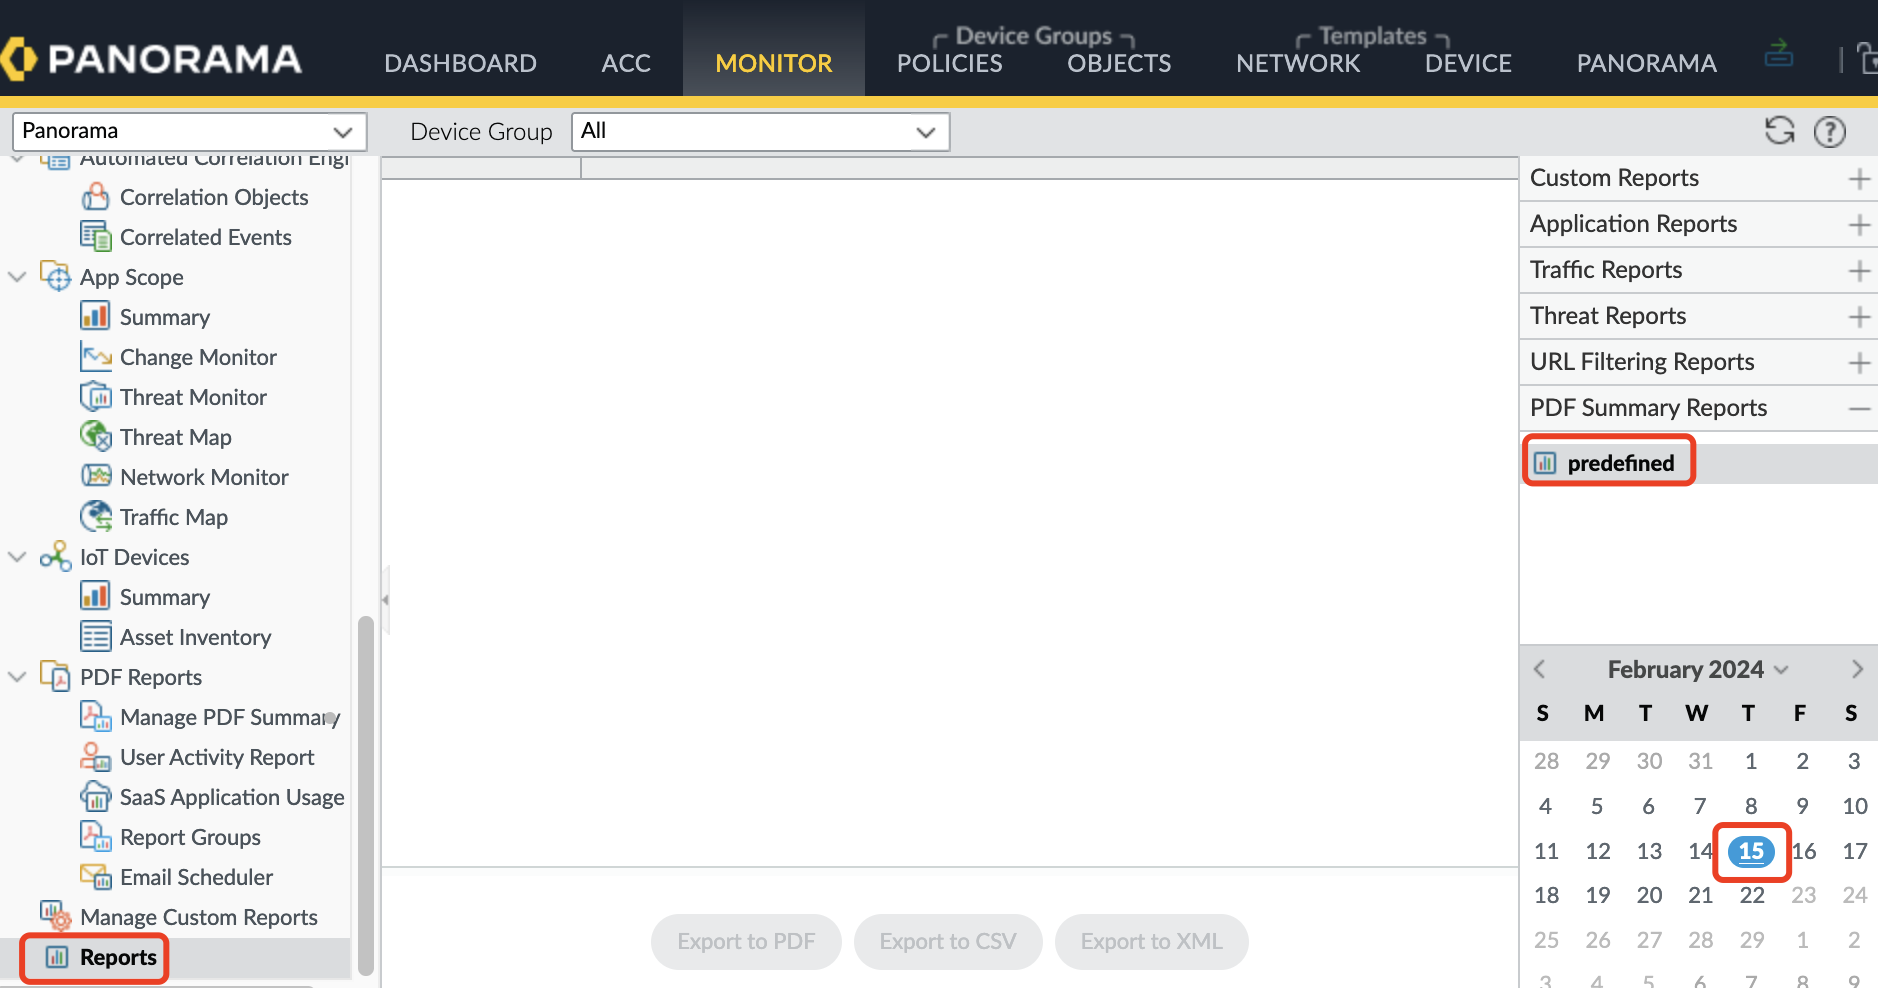 PANORAMA
DASHBOARD
ACC
MONITOR
Device Groups
POLICIES
OBJECTS
Templates
NETWORK
DEVICE
PANORAMA
Panorama
Device Group
All
Automated Correlation Engi
Correlation Objects
Correlated Events
App Scope
Summary
Change Monitor
Threat Monitor
Threat Map
Network Monitor
Traffic Map
IoT Devices
Summary
Asset Inventory
PDF Reports
Manage PDF Summary
User Activity Report
SaaS Application Usage
Report Groups
Email Scheduler
Manage Custom Reports
Reports
Export to PDF
Export to CSV
Export to XML
Custom Reports
Application Reports
Traffic Reports
Threat Reports
URL Filtering Reports
PDF Summary Reports
predefined
February 2024
S M T W T F S
28 29 30 31 1 2 3
4 5 6 7 8 9 10
11 12 13 14 15 16 17
18 19 20 21 22 23 24
25 26 27 28 29 1 2
3 4 5 6 7 8 9